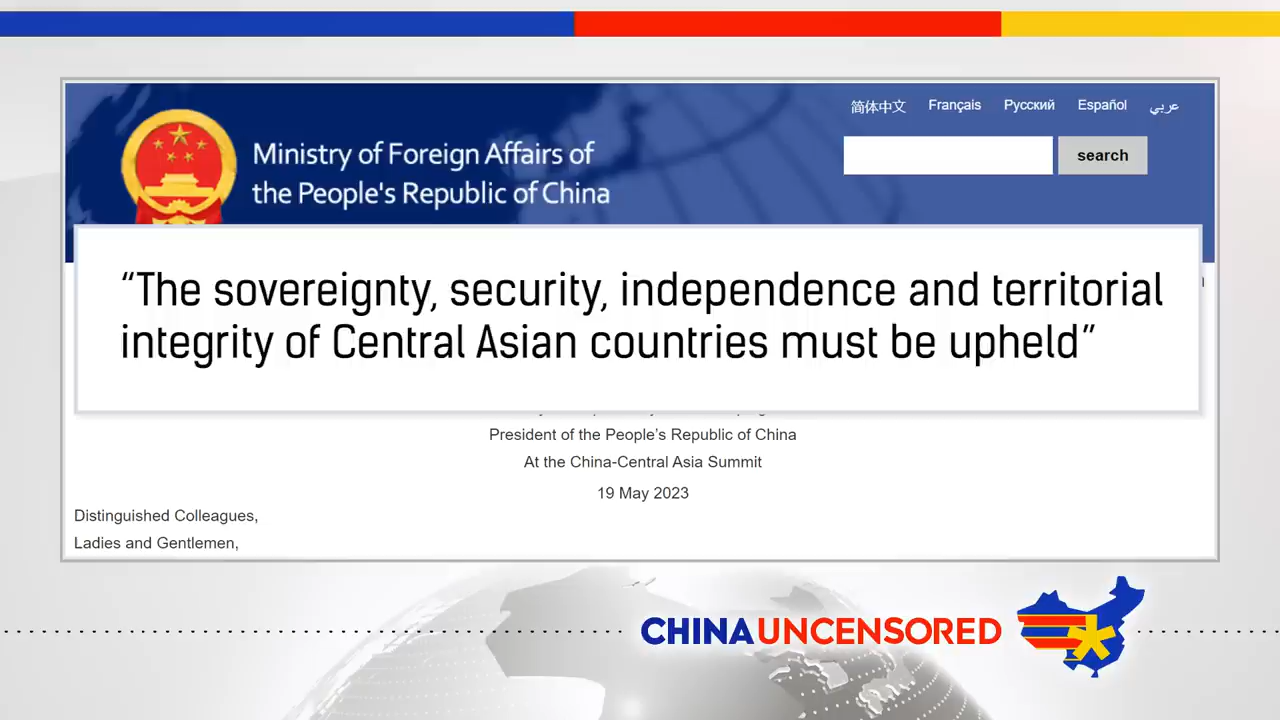 简体中文 Français Русский Español عربي
Ministry of Foreign Affairs of
the People's Republic of China
search
“The sovereignty, security, independence and territorial
integrity of Central Asian countries must be upheld”
President of the People’s Republic of China
At the China-Central Asia Summit
19 May 2023
Distinguished Colleagues,
Ladies and Gentlemen,
CHINA UNCENSORED